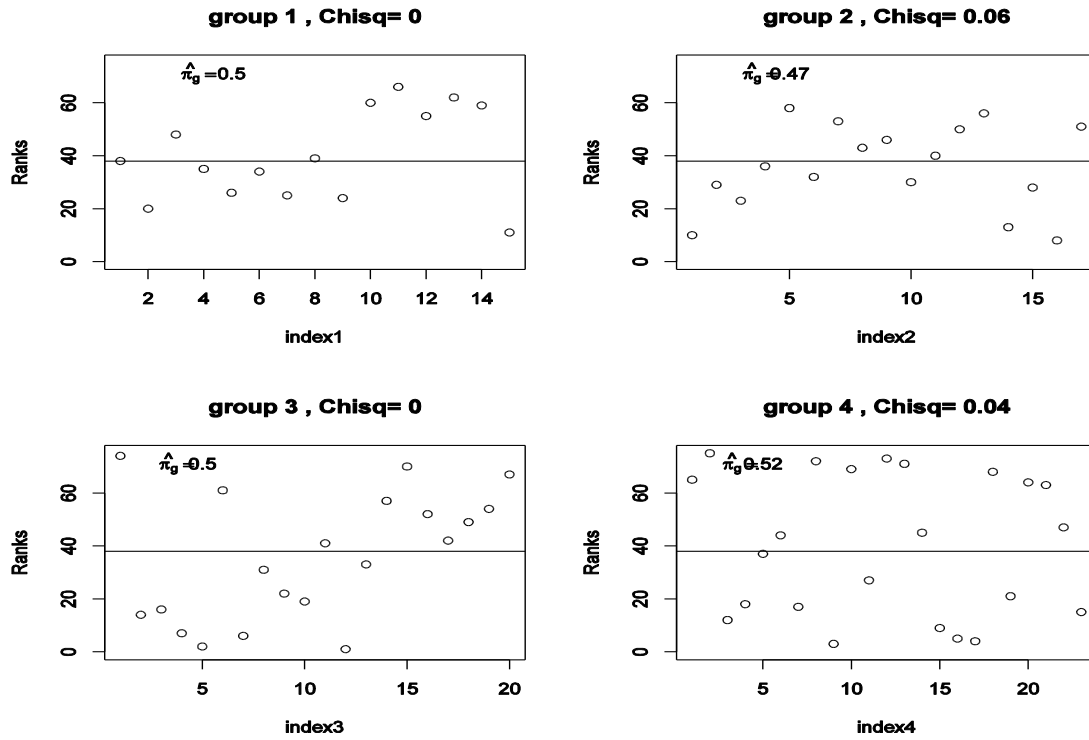 group 1 , Chisq= 0
π̂g =0.5
Ranks
60
40
20
0
2 4 6 8 10 12 14
index1
group 2 , Chisq= 0.06
π̂g =0.47
Ranks
60
40
20
0
5 10 15
index2
group 3 , Chisq= 0
π̂g =0.5
Ranks
60
40
20
0
5 10 15 20
index3
group 4 , Chisq= 0.04
π̂g =0.52
Ranks
60
40
20
0
5 10 15 20
index4